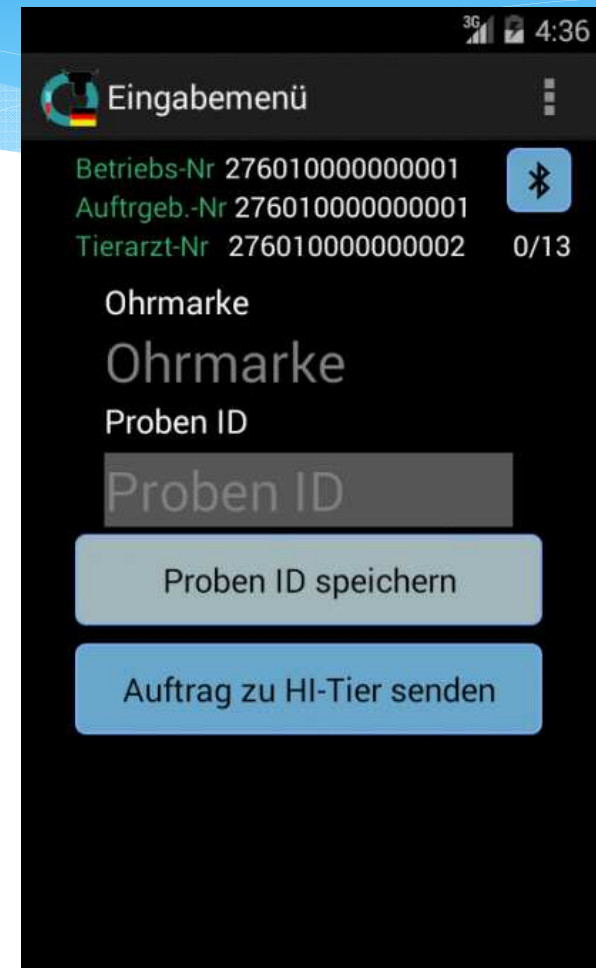 3G 4:36
Eingabemenü
Betriebs-Nr 276010000000001
Auftrgeb.-Nr 276010000000001
Tierarzt-Nr 276010000000002 0/13
Ohrmarke
Ohrmarke
Proben ID
Proben ID
Proben ID speichern
Auftrag zu HI-Tier senden